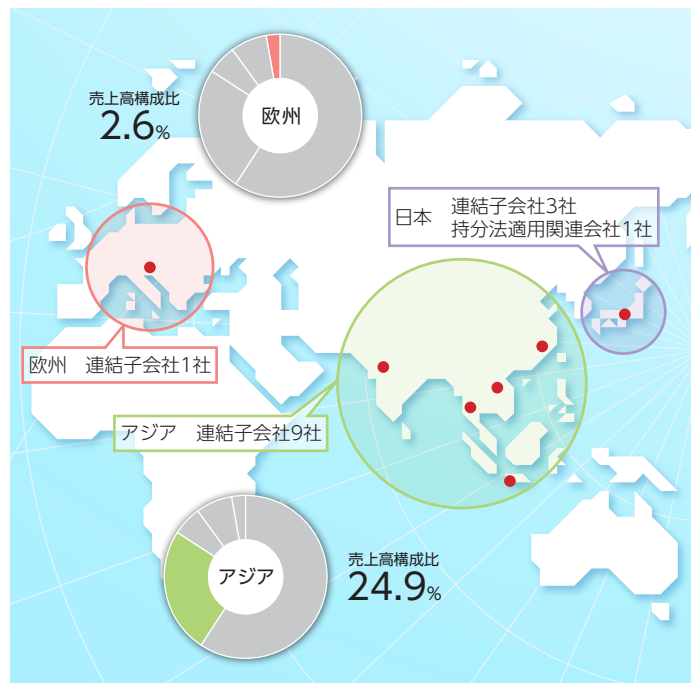 欧州
売上高構成比
2.6%
日本 連結子会社3社
持分法適用関連会社1社
欧州 連結子会社1社
アジア 連結子会社9社
アジア
売上高構成比
24.9%